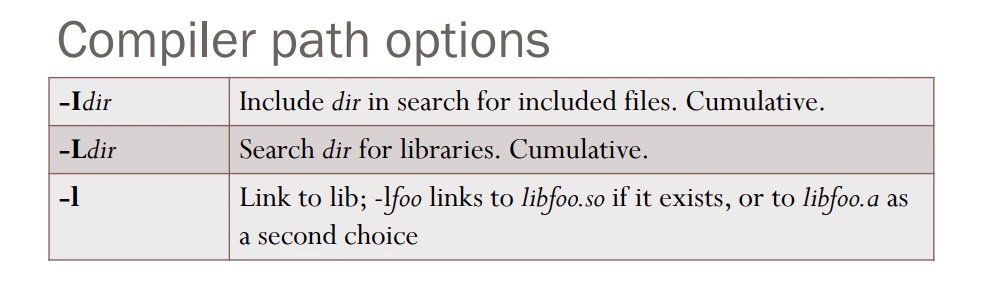 Compiler path options
–Idir Include dir in search for included files. Cumulative.
–Ldir Search dir for libraries. Cumulative.
–l Link to lib; -lfoo links to libfoo.so if it exists, or to libfoo.a as
a second choice